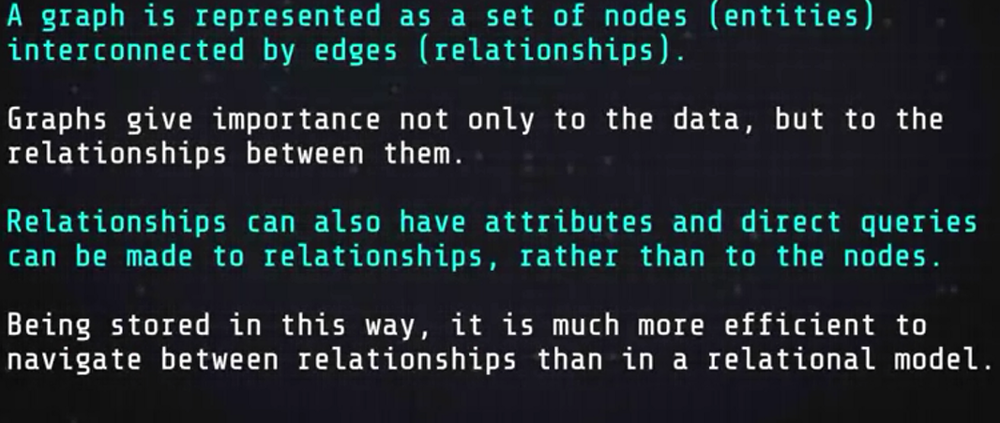 A graph is represented as a set of nodes (entities)
interconnected by edges (relationships).
Graphs give importance not only to the data, but to the
relationships between them.
Relationships can also have attributes and direct queries
can be made to relationships, rather than to the nodes.
Being stored in this way, it is much more efficient to
navigate between relationships than in a relational model.